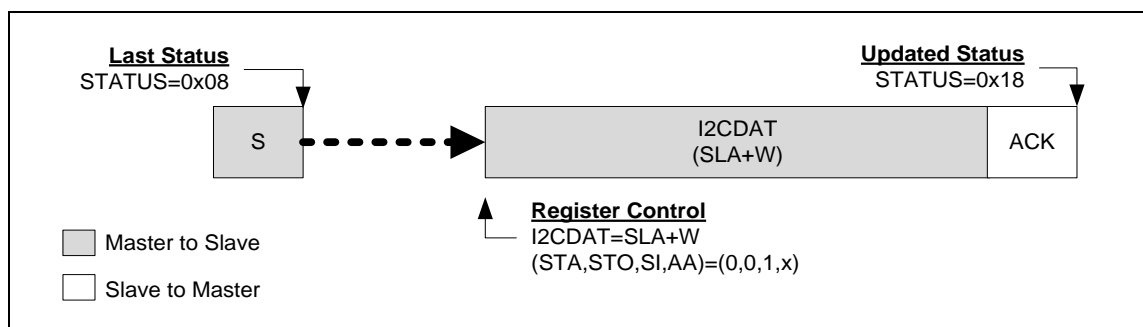 Last Status
STATUS=0x08
Updated Status
STATUS=0x18
S
I2CDAT
(SLA+W)
ACK
Register Control
I2CDAT=SLA+W
(STA,STO,SI,AA)=(0,0,1,x)
Master to Slave
Slave to Master